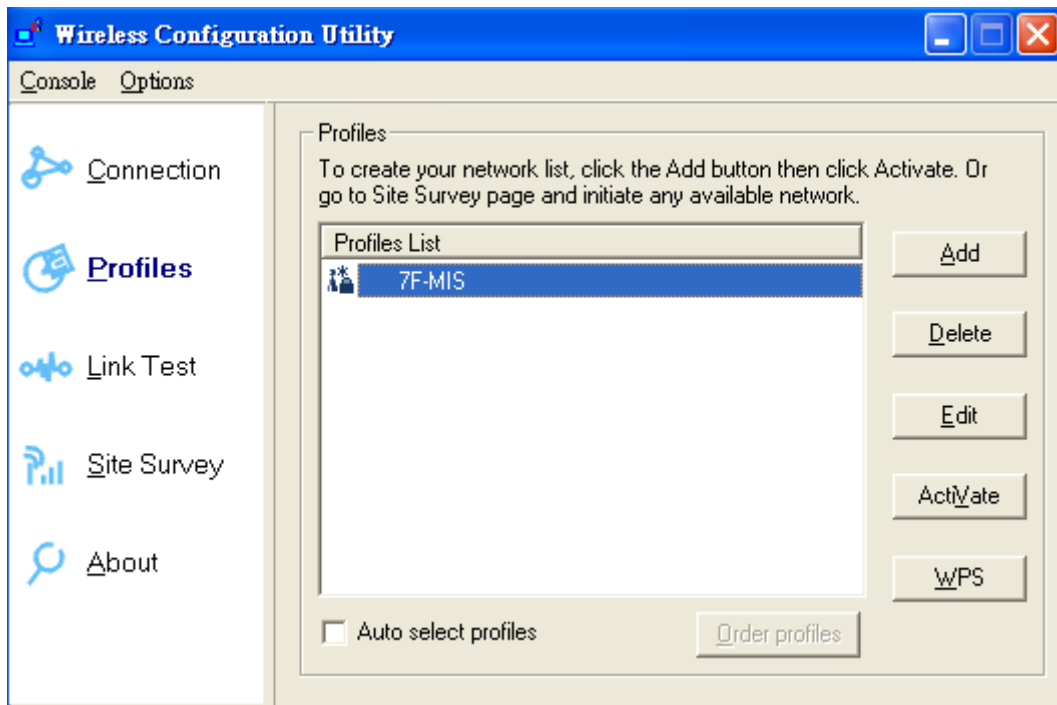 Wireless Configuration Utility
Console Options
Connection
Profiles
Link Test
Site Survey
About
Profiles
To create your network list, click the Add button then click Activate. Or
go to Site Survey page and initiate any available network.
Profiles List
7F-MIS
Add
Delete
Edit
ActiVate
WPS
Auto select profiles
Order profiles